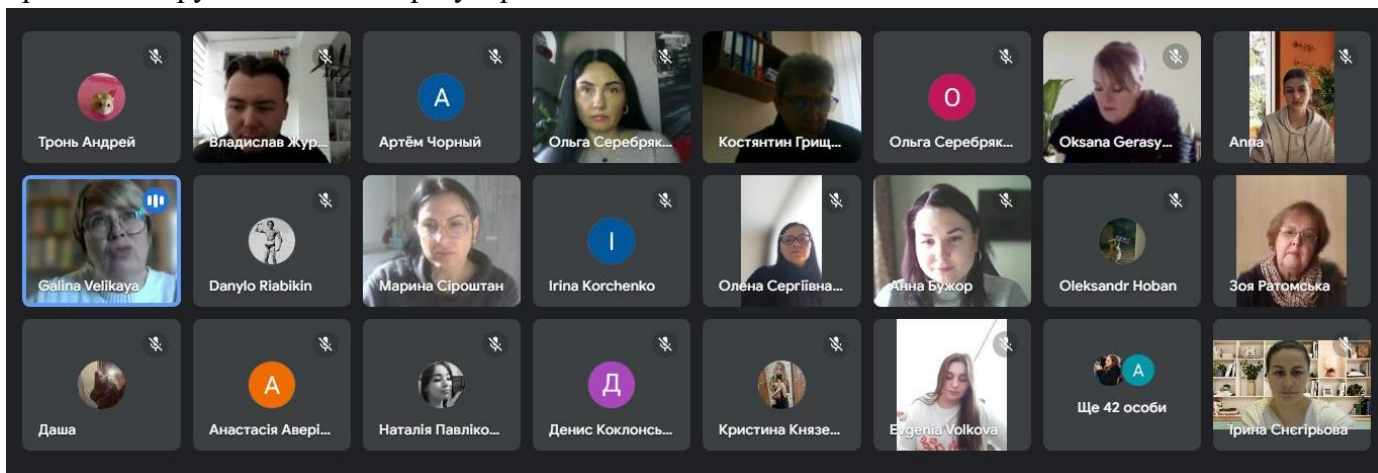 Тронь Андрей
Владислав Жур...
А
Артём Чорный
Ольга Серебряк...
Костянтин Грищ...
О
Ольга Серебряк...
Oksana Gerasy...
Anna
Galina Velikaya
Danylo Riabikin
Марина Сіроштан
I
Irina Korchenko
Олена Сергіївна...
Анна Бужор
Oleksandr Hoban
Зоя Ратомська
Даша
А
Анастасія Авері...
Наталія Павліко...
Д
Денис Коклонсь...
Кристина Князе...
Evgenia Volkova
А
Ще 42 особи
Ірина Снєгірьова